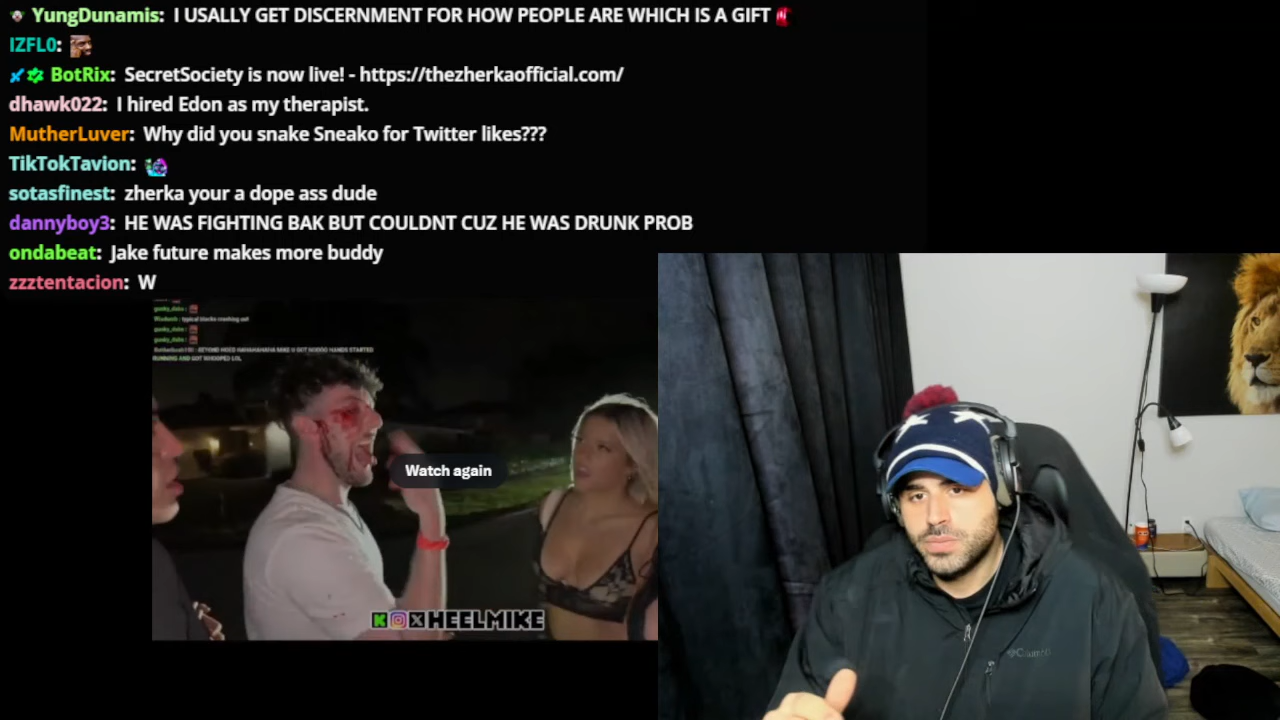 YungDunamis: I USALLY GET DISCERNMENT FOR HOW PEOPLE ARE WHICH IS A GIFT
IZFL0:
BotRix: SecretSociety is now live! - https://thezherkaofficial.com/
dhawk022: I hired Edon as my therapist.
MutherLuver: Why did you snake Sneako for Twitter likes???
TikTokTavion:
sotasfinest: zherka your a dope ass dude
dannyboy3: HE WAS FIGHTING BAK BUT COULDNT CUZ HE WAS DRUNK PROB
ondabeat: Jake future makes more buddy
zzztentacion: W
Watch again
K X HEELMIKE
Columbia